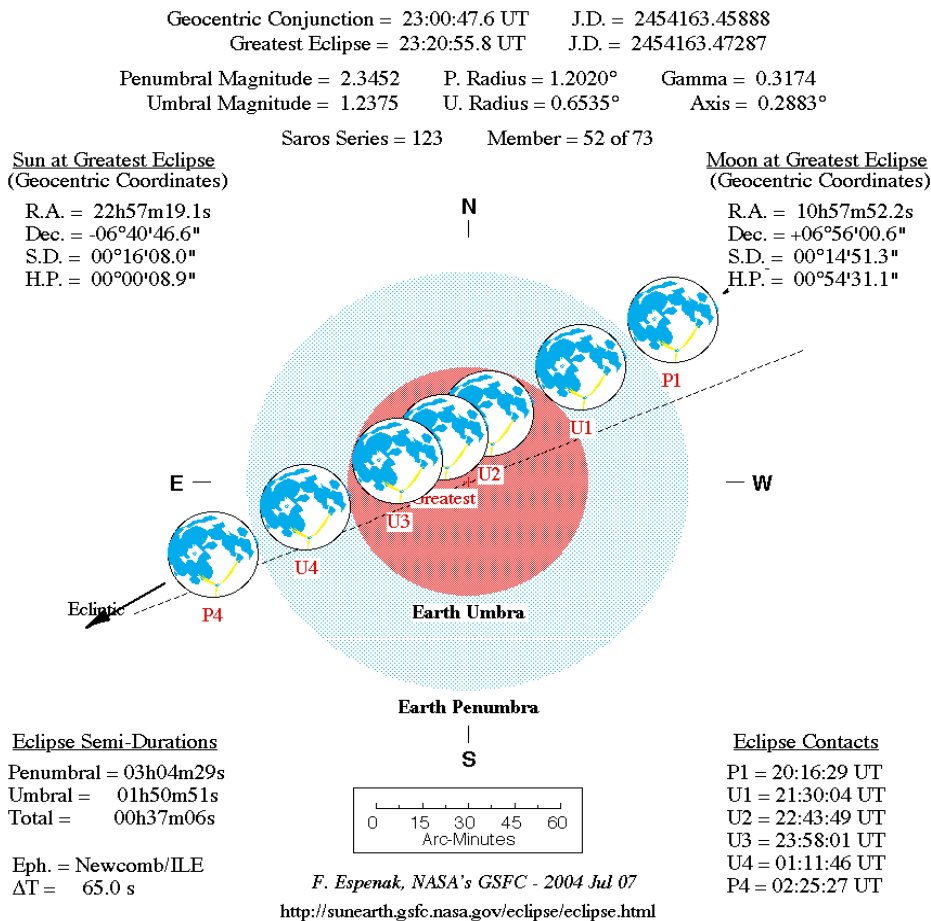 Geocentric Conjunction = 23:00:47.6 UT J.D. = 2454163.45888
Greatest Eclipse = 23:20:55.8 UT J.D. = 2454163.47287
Penumbral Magnitude = 2.3452 P. Radius = 1.2020° Gamma = 0.3174
Umbral Magnitude = 1.2375 U. Radius = 0.6535° Axis = 0.2883°
Saros Series = 123 Member = 52 of 73
Sun at Greatest Eclipse
(Geocentric Coordinates)
R.A. = 22h57m19.1s
Dec. = -06°40'46.6"
S.D. = 00°16'08.0"
H.P. = 00°00'08.9"
Moon at Greatest Eclipse
(Geocentric Coordinates)
R.A. = 10h57m52.2s
Dec. = +06°56'00.6"
S.D. = 00°14'51.3"
H.P. = 00°54'31.1"
N
P1
U1
U2
E
W
Greatest
U3
U4
Ecliptic
P4
Earth Umbra
Earth Penumbra
S
Eclipse Semi-Durations
Penumbral = 03h04m29s
Umbral = 01h50m51s
Total = 00h37m06s
Eph. = Newcomb/ILE
ΔT = 65.0 s
0 15 30 45 60
Arc-Minutes
F. Espenak, NASA's GSFC - 2004 Jul 07
http://sunearth.gsfc.nasa.gov/eclipse/eclipse.html
Eclipse Contacts
P1 = 20:16:29 UT
U1 = 21:30:04 UT
U2 = 22:43:49 UT
U3 = 23:58:01 UT
U4 = 01:11:46 UT
P4 = 02:25:27 UT